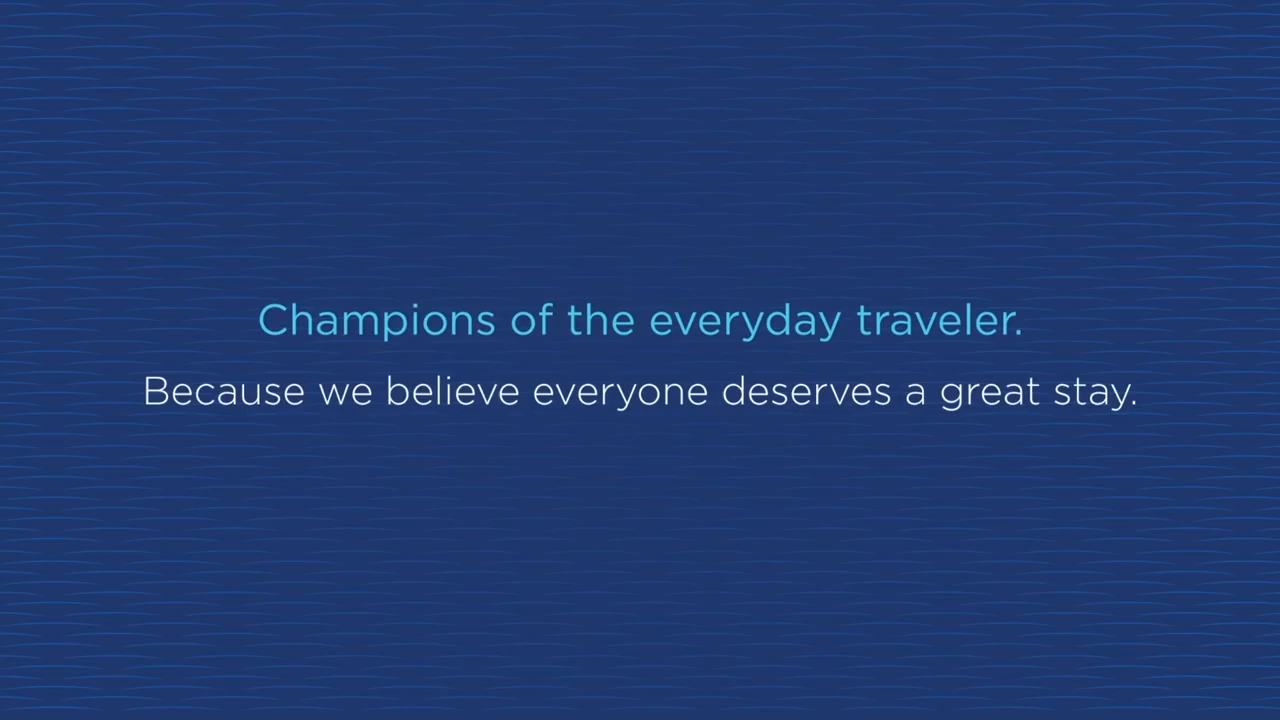 Champions of the everyday traveler.
Because we believe everyone deserves a great stay.